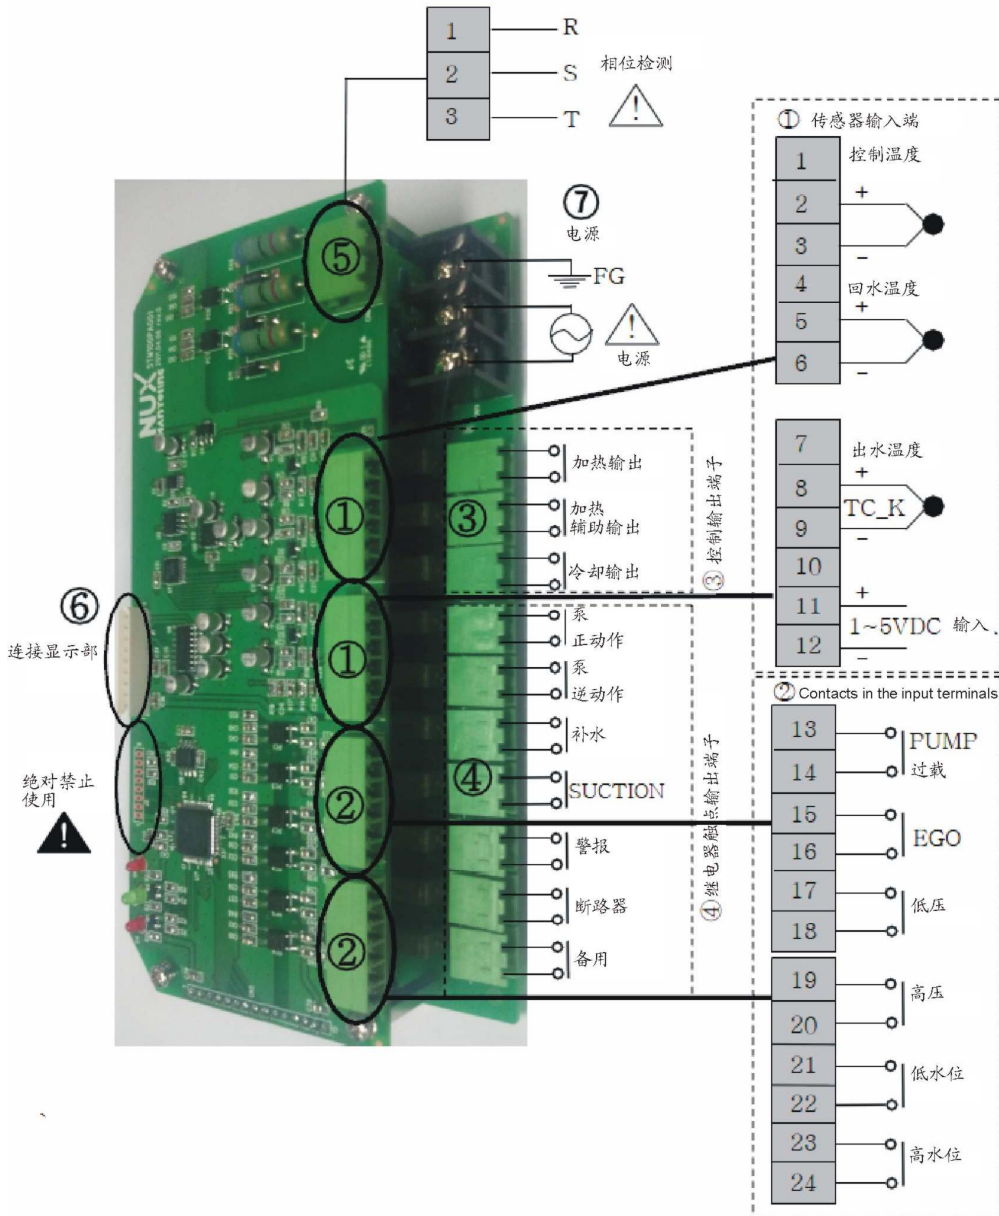 1 R
2 S 相位检测
3 T
① 传感器输入端
1 控制温度
2 +
3 −
4 回水温度
5 +
6 −
7 出水温度
8 +
TC_K
9 −
10
11 +
1~5VDC 输入.
12 −
② Contacts in the input terminals
13 PUMP
14 过载
15
EGO
16
17
低压
18
19
高压
20
21
低水位
22
23
高水位
24
⑦
电源
FG
电源
⑤
NUX
①
①
②
②
③
④
加热输出
加热
辅助输出
冷却输出
③控制输出端子
泵
正动作
泵
逆动作
补水
SUCTION
警报
断路器
备用
④继电器触点输出端子
⑥
连接显示部
绝对禁止
使用